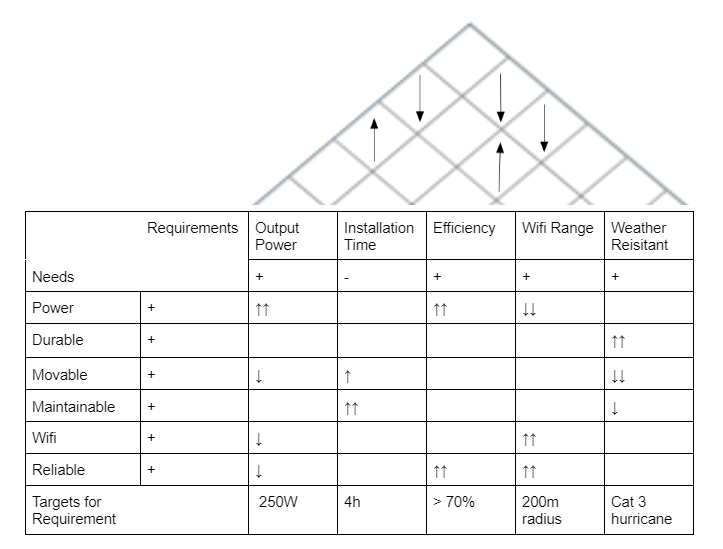 Requirements Output Power Installation Time Efficiency Wifi Range Weather Reisitant
Needs + - + + +
Power + ↑↑ ↑↑ ↓↓
Durable + ↑↑
Movable + ↓ ↑ ↓↓
Maintainable + ↑↑ ↓
Wifi + ↓ ↑↑
Reliable + ↓ ↑↑ ↑↑
Targets for Requirement 250W 4h > 70% 200m radius Cat 3 hurricane